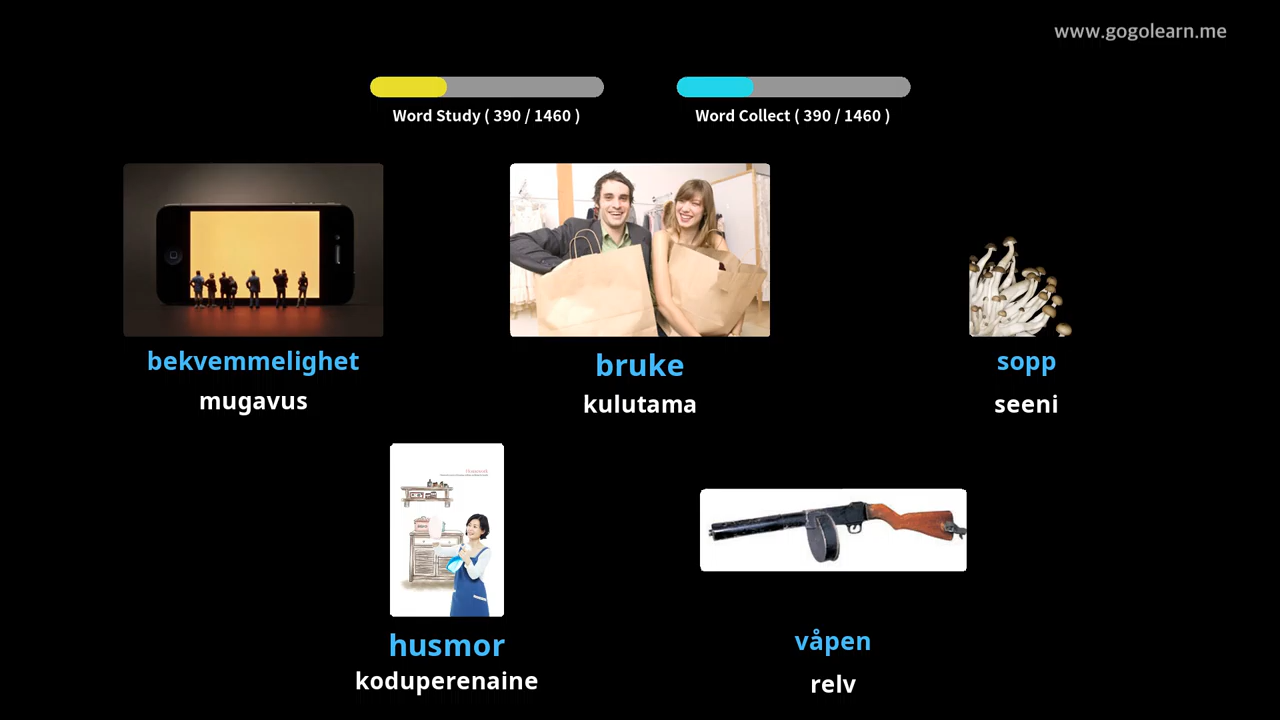 www.gogolearn.me
Word Study ( 390 / 1460 )
Word Collect ( 390 / 1460 )
bekvemmelighet
mugavus
bruke
kulutama
sopp
seeni
husmor
koduperenaine
våpen
relv